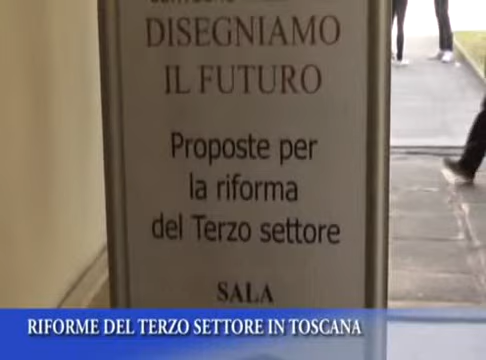 DISEGNIAMO
IL FUTURO
Proposte per
la riforma
del Terzo settore
SALA
RIFORME DEL TERZO SETTORE IN TOSCANA